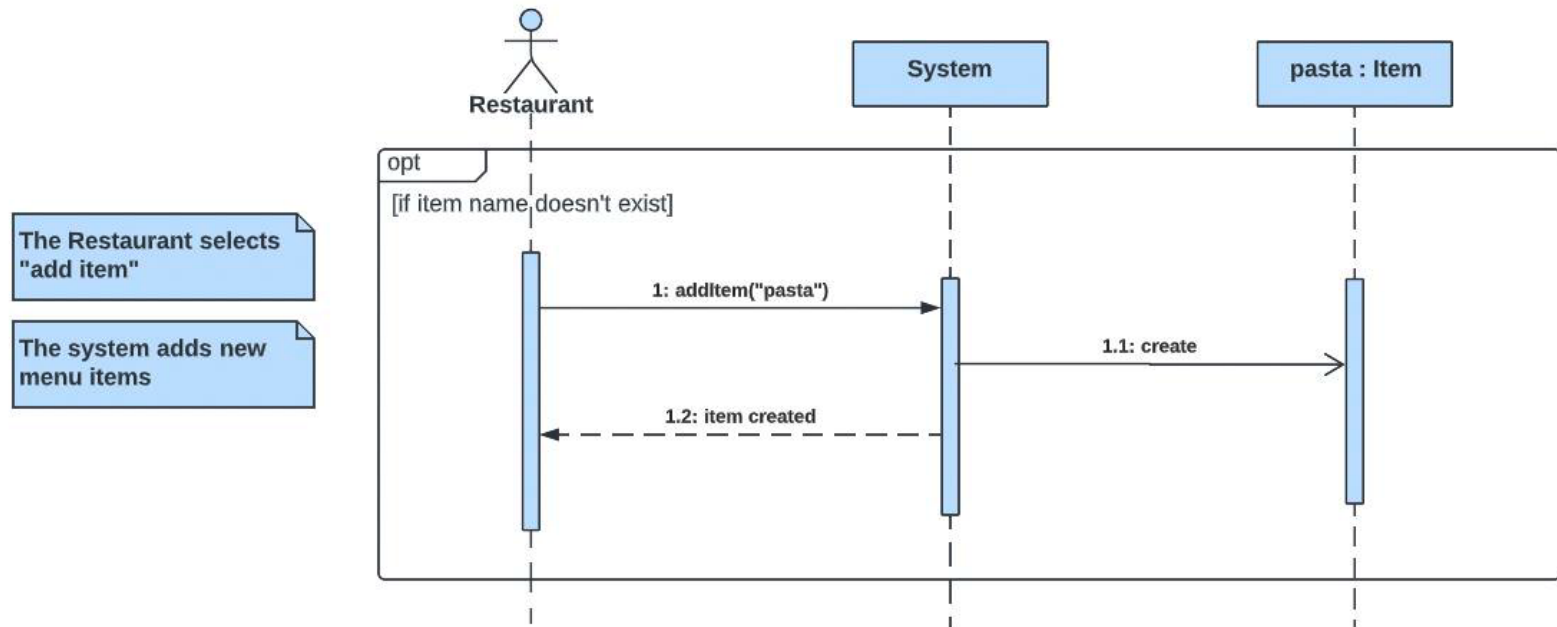 Restaurant
System
pasta : Item
opt
[if item name doesn't exist]
The Restaurant selects
"add item"
1: addItem("pasta")
The system adds new
menu items
1.1: create
1.2: item created